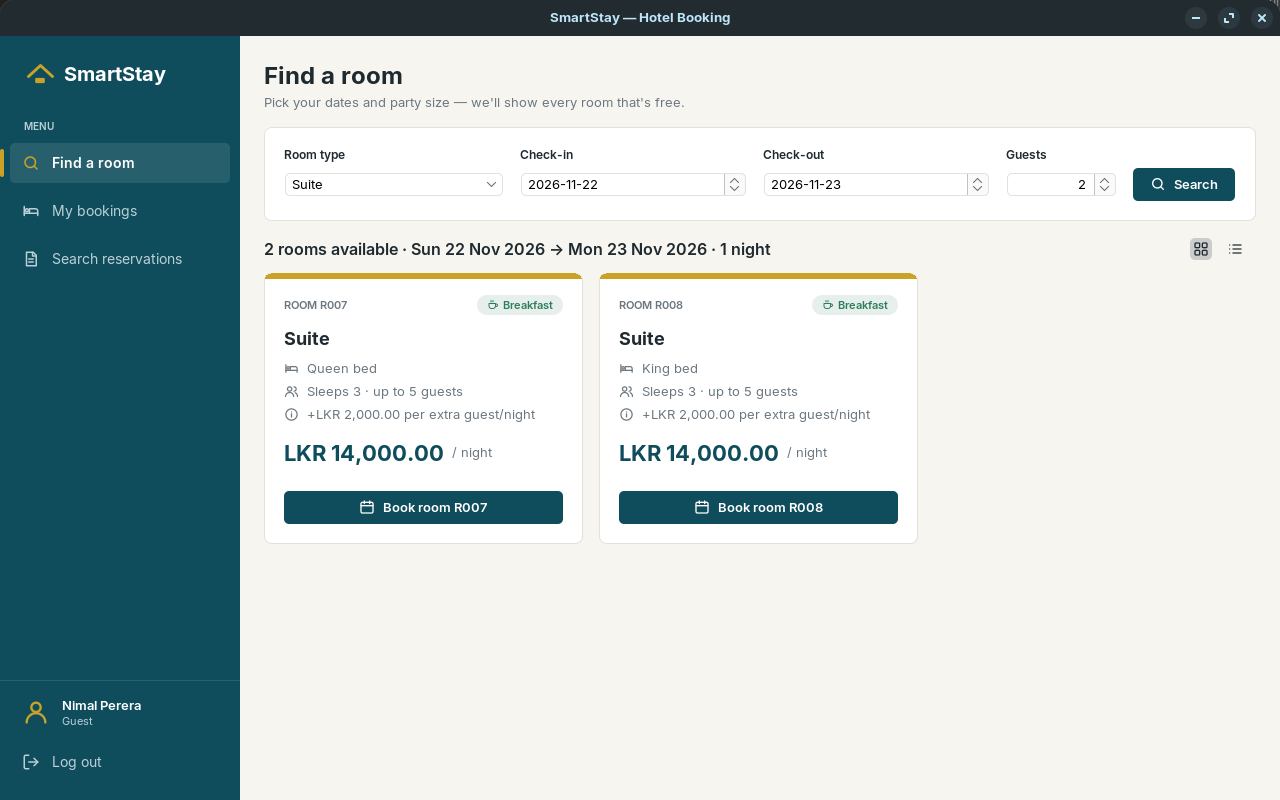 SmartStay — Hotel Booking
SmartStay
MENU
Find a room
My bookings
Search reservations
Nimal Perera
Guest
Log out
Find a room
Pick your dates and party size — we'll show every room that's free.
Room type
Check-in
Check-out
Guests
Suite
2026-11-22
2026-11-23
2
Search
2 rooms available · Sun 22 Nov 2026 → Mon 23 Nov 2026 · 1 night
ROOM R007
Breakfast
Suite
Queen bed
Sleeps 3 · up to 5 guests
+LKR 2,000.00 per extra guest/night
LKR 14,000.00 / night
Book room R007
ROOM R008
Breakfast
Suite
King bed
Sleeps 3 · up to 5 guests
+LKR 2,000.00 per extra guest/night
LKR 14,000.00 / night
Book room R008